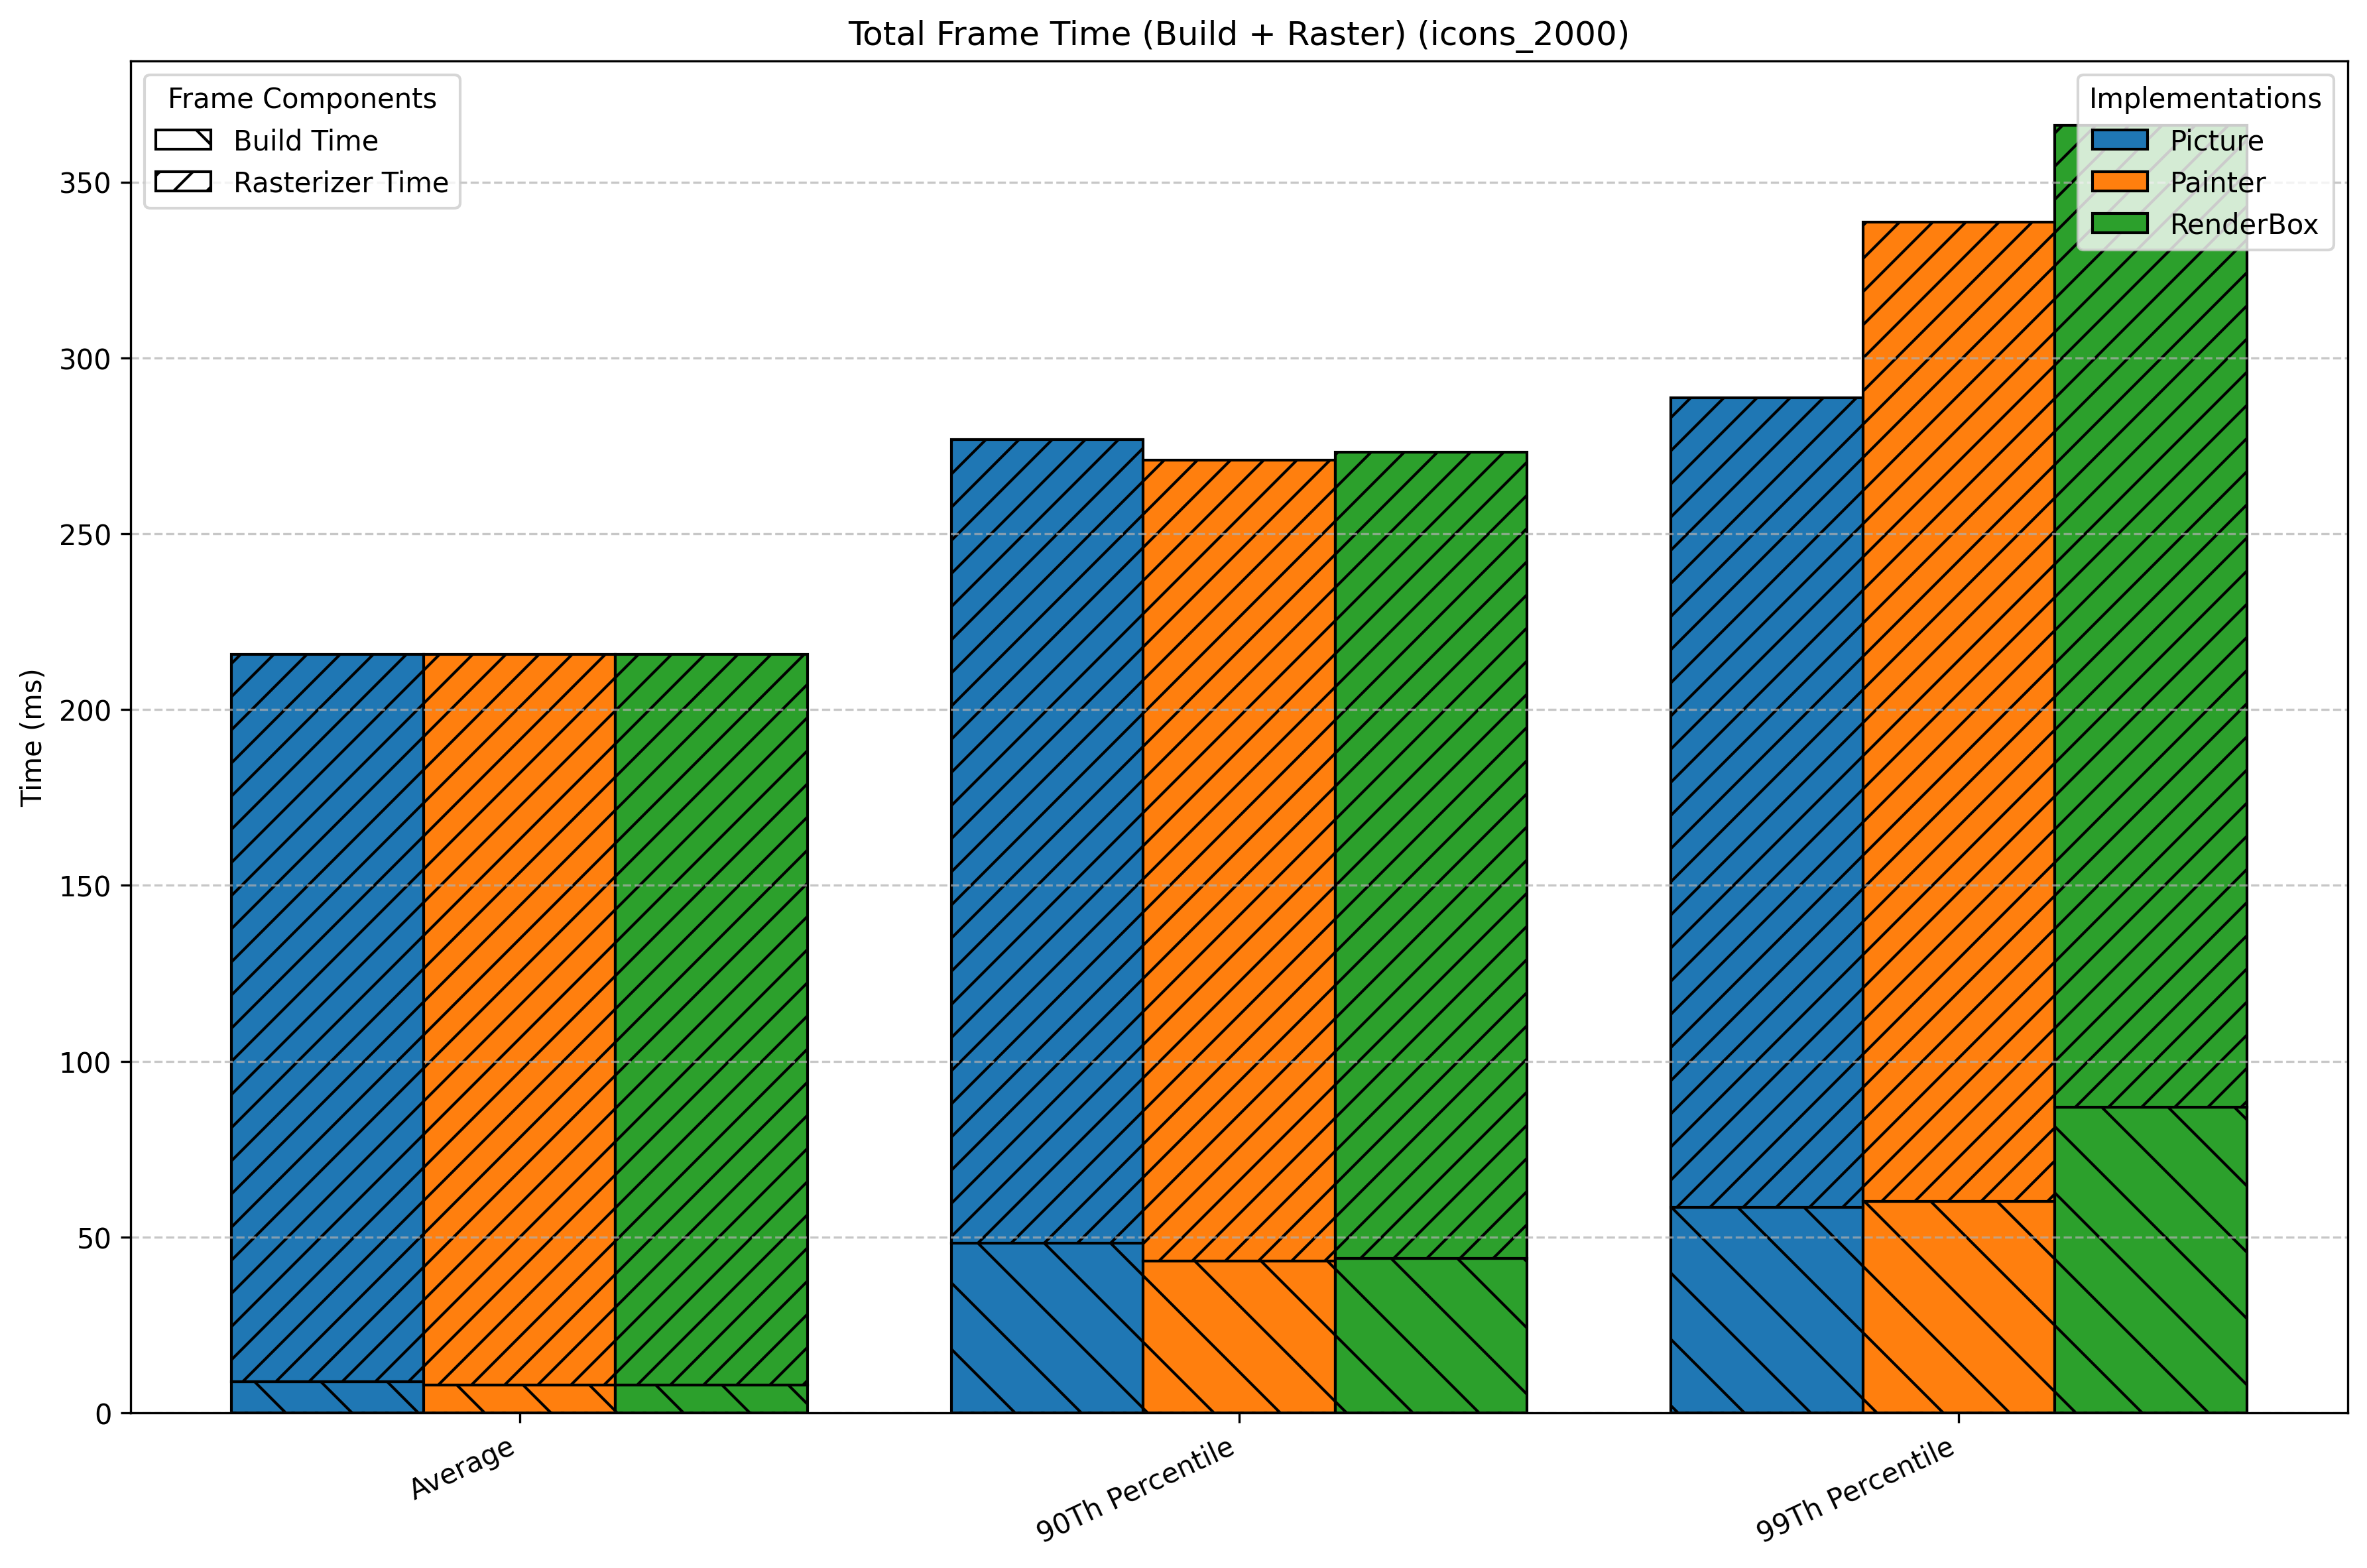 Total Frame Time (Build + Raster) (icons_2000)
Frame Components
Build Time
Rasterizer Time
Implementations
Picture
Painter
RenderBox
Time (ms)
350
300
250
200
150
100
50
0
Average
90Th Percentile
99Th Percentile